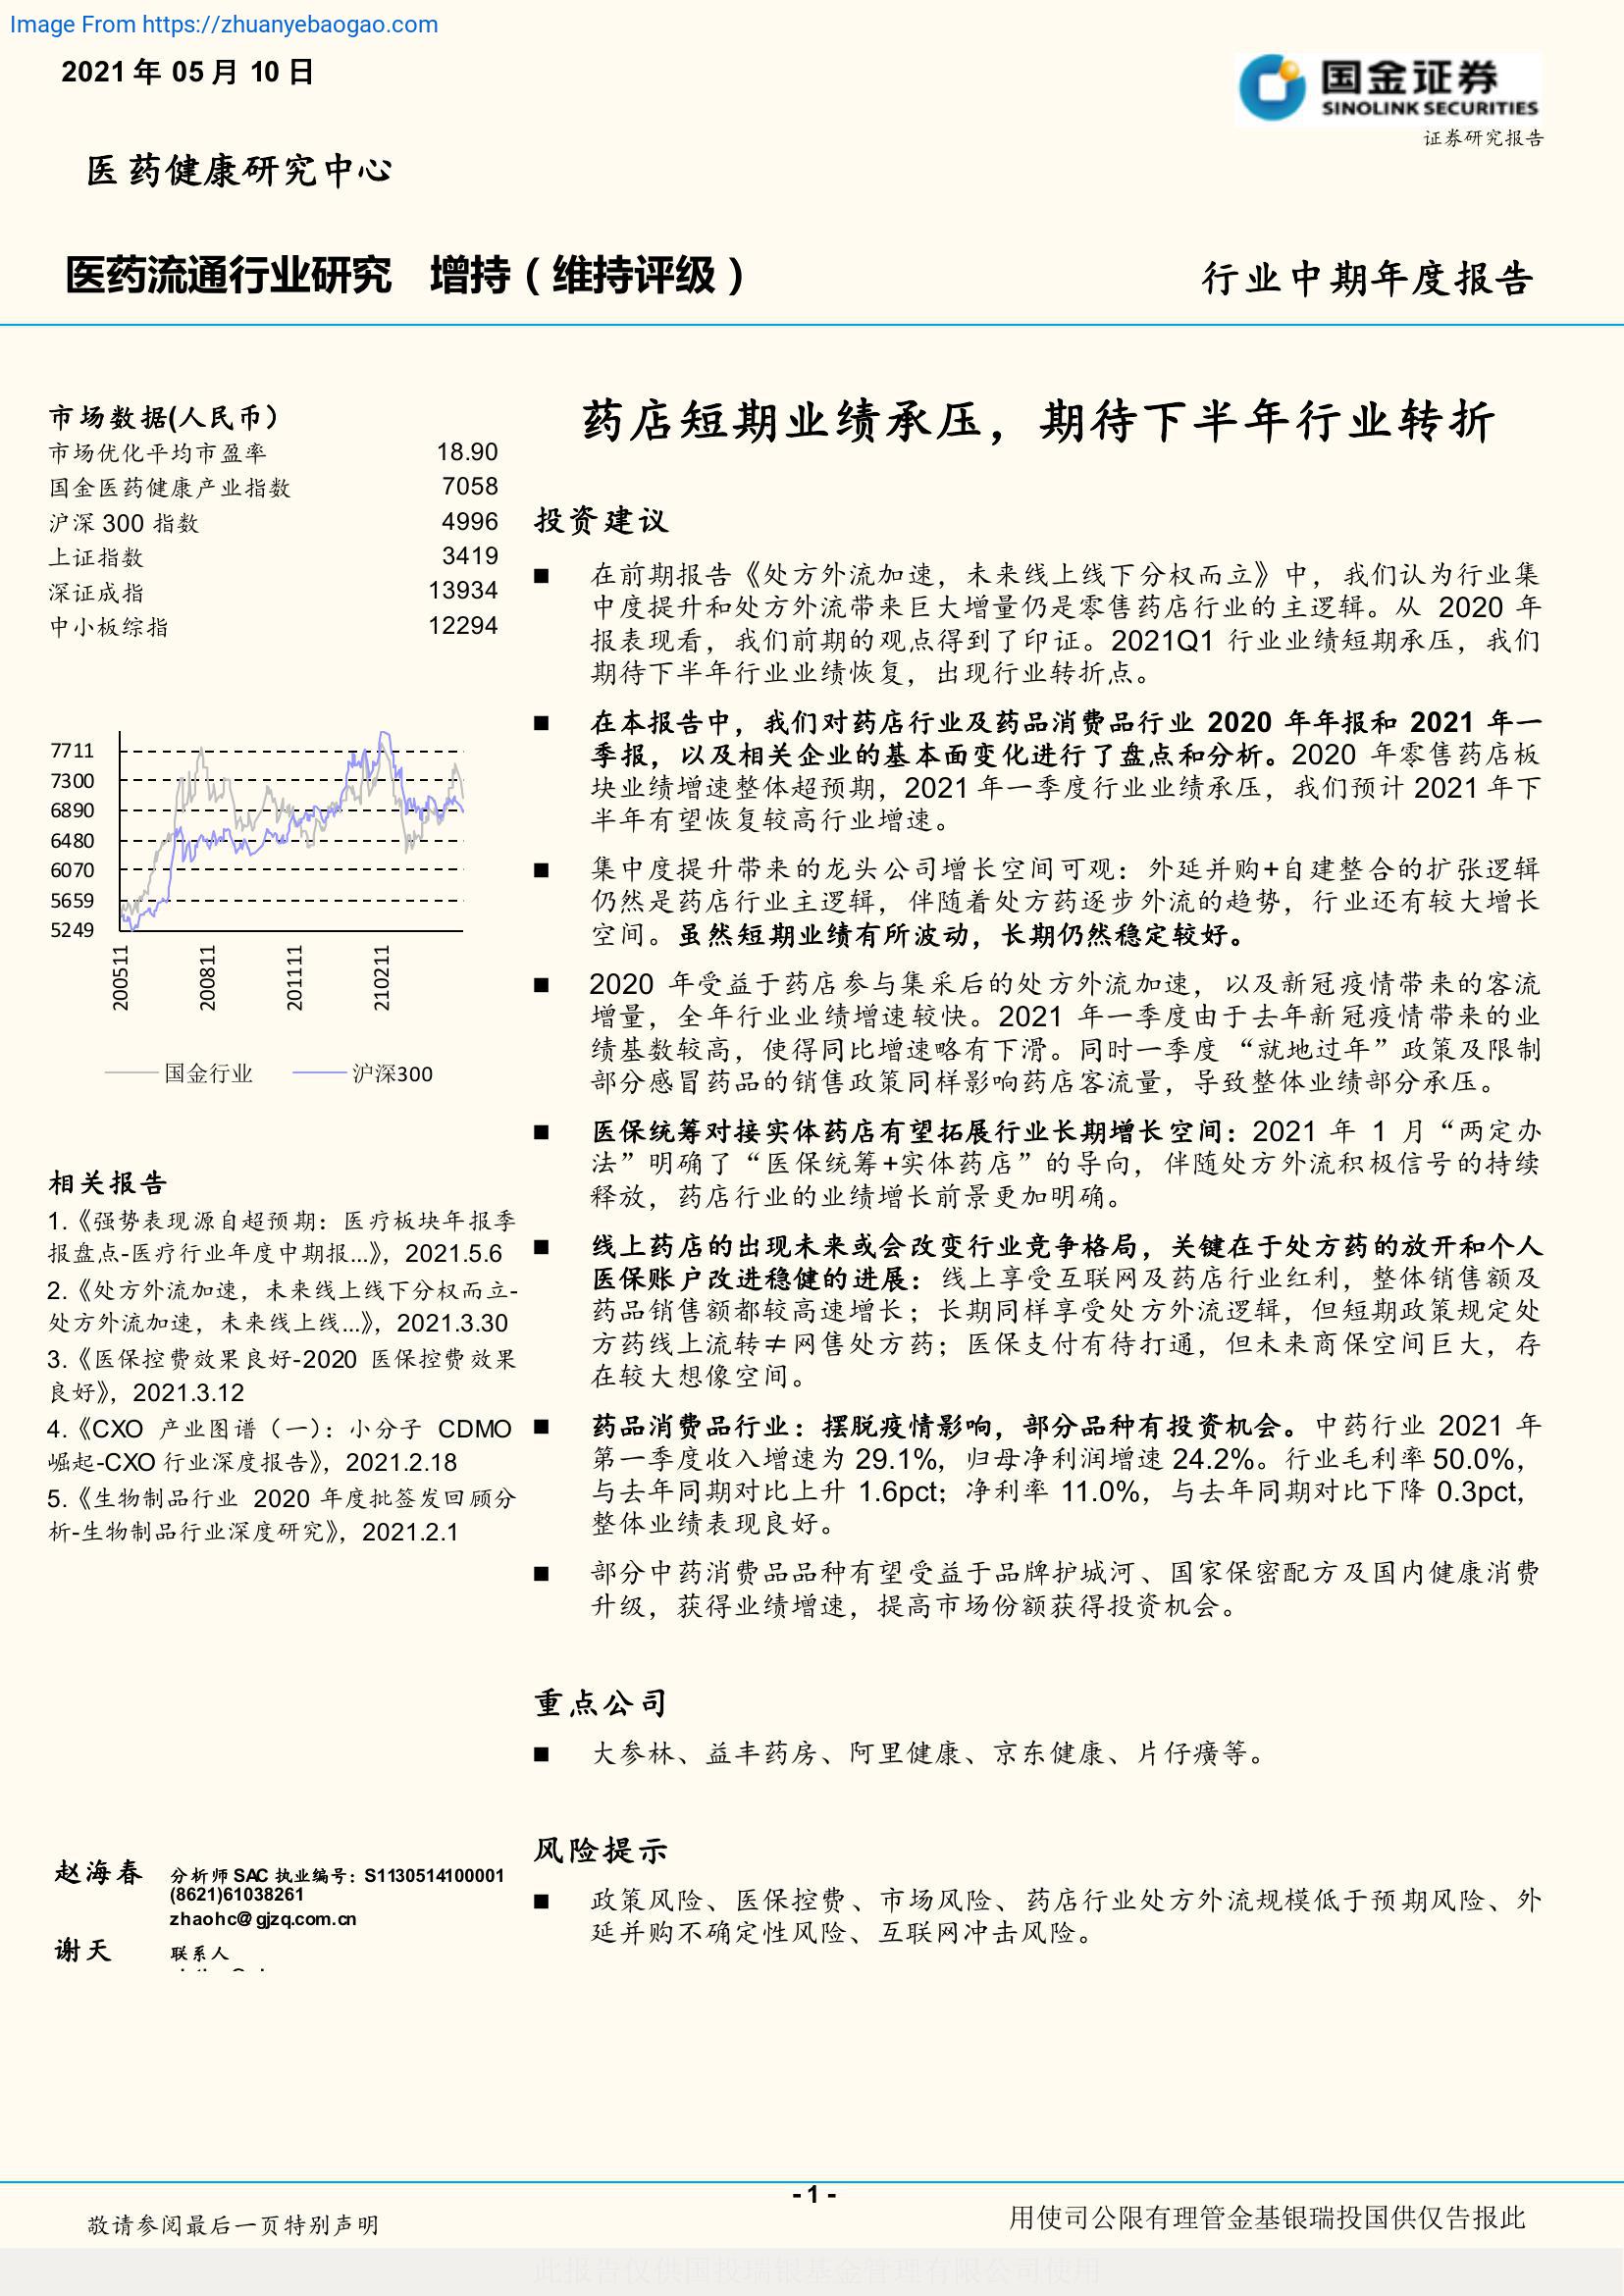 Image From https://zhuanyebaogao.com
2021 年 05 月 10 日
国金证券
SINOLINK SECURITIES
证券研究报告
医药健康研究中心
医药流通行业研究 增持（维持评级）
行业中期年度报告
市场数据(人民币）
市场优化平均市盈率 18.90
国金医药健康产业指数 7058
沪深 300 指数 4996
上证指数 3419
深证成指 13934
中小板综指 12294
7711
7300
6890
6480
6070
5659
5249
200511
200811
201111
210211
国金行业 沪深300
相关报告
1.《强势表现源自超预期：医疗板块年报季
报盘点-医疗行业年度中期报...》，2021.5.6
2.《处方外流加速，未来线上线下分权而立-
处方外流加速，未来线上线...》，2021.3.30
3.《医保控费效果良好-2020 医保控费效果
良好》，2021.3.12
4.《CXO 产业图谱（一）：小分子 CDMO
崛起-CXO 行业深度报告》，2021.2.18
5.《生物制品行业 2020 年度批签发回顾分
析-生物制品行业深度研究》，2021.2.1
赵海春 分析师 SAC 执业编号：S1130514100001
(8621)61038261
zhaohc@gjzq.com.cn
谢天 联系人
药店短期业绩承压，期待下半年行业转折
投资建议
■ 在前期报告《处方外流加速，未来线上线下分权而立》中，我们认为行业集
中度提升和处方外流带来巨大增量仍是零售药店行业的主逻辑。从 2020 年
报表现看，我们前期的观点得到了印证。2021Q1 行业业绩短期承压，我们
期待下半年行业业绩恢复，出现行业转折点。
■ 在本报告中，我们对药店行业及药品消费品行业 2020 年年报和 2021 年一
季报，以及相关企业的基本面变化进行了盘点和分析。2020 年零售药店板
块业绩增速整体超预期，2021 年一季度行业业绩承压，我们预计 2021 年下
半年有望恢复较高行业增速。
■ 集中度提升带来的龙头公司增长空间可观：外延并购+自建整合的扩张逻辑
仍然是药店行业主逻辑，伴随着处方药逐步外流的趋势，行业还有较大增长
空间。虽然短期业绩有所波动，长期仍然稳定较好。
■ 2020 年受益于药店参与集采后的处方外流加速，以及新冠疫情带来的客流
增量，全年行业业绩增速较快。2021 年一季度由于去年新冠疫情带来的业
绩基数较高，使得同比增速略有下滑。同时一季度 “就地过年”政策及限制
部分感冒药品的销售政策同样影响药店客流量，导致整体业绩部分承压。
■ 医保统筹对接实体药店有望拓展行业长期增长空间：2021 年 1 月“两定办
法”明确了“医保统筹+实体药店”的导向，伴随处方外流积极信号的持续
释放，药店行业的业绩增长前景更加明确。
■ 线上药店的出现未来或会改变行业竞争格局，关键在于处方药的放开和个人
医保账户改进稳健的进展：线上享受互联网及药店行业红利，整体销售额及
药品销售额都较高速增长；长期同样享受处方外流逻辑，但短期政策规定处
方药线上流转≠网售处方药；医保支付有待打通，但未来商保空间巨大，存
在较大想像空间。
■ 药品消费品行业：摆脱疫情影响，部分品种有投资机会。中药行业 2021 年
第一季度收入增速为 29.1%，归母净利润增速 24.2%。行业毛利率 50.0%，
与去年同期对比上升 1.6pct；净利率 11.0%，与去年同期对比下降 0.3pct，
整体业绩表现良好。
■ 部分中药消费品品种有望受益于品牌护城河、国家保密配方及国内健康消费
升级，获得业绩增速，提高市场份额获得投资机会。
重点公司
■ 大参林、益丰药房、阿里健康、京东健康、片仔癀等。
风险提示
■ 政策风险、医保控费、市场风险、药店行业处方外流规模低于预期风险、外
延并购不确定性风险、互联网冲击风险。
- 1 -
敬请参阅最后一页特别声明
用使司公限有理管金基银瑞投国供仅告报此
此报告仅供国投瑞银基金管理有限公司使用